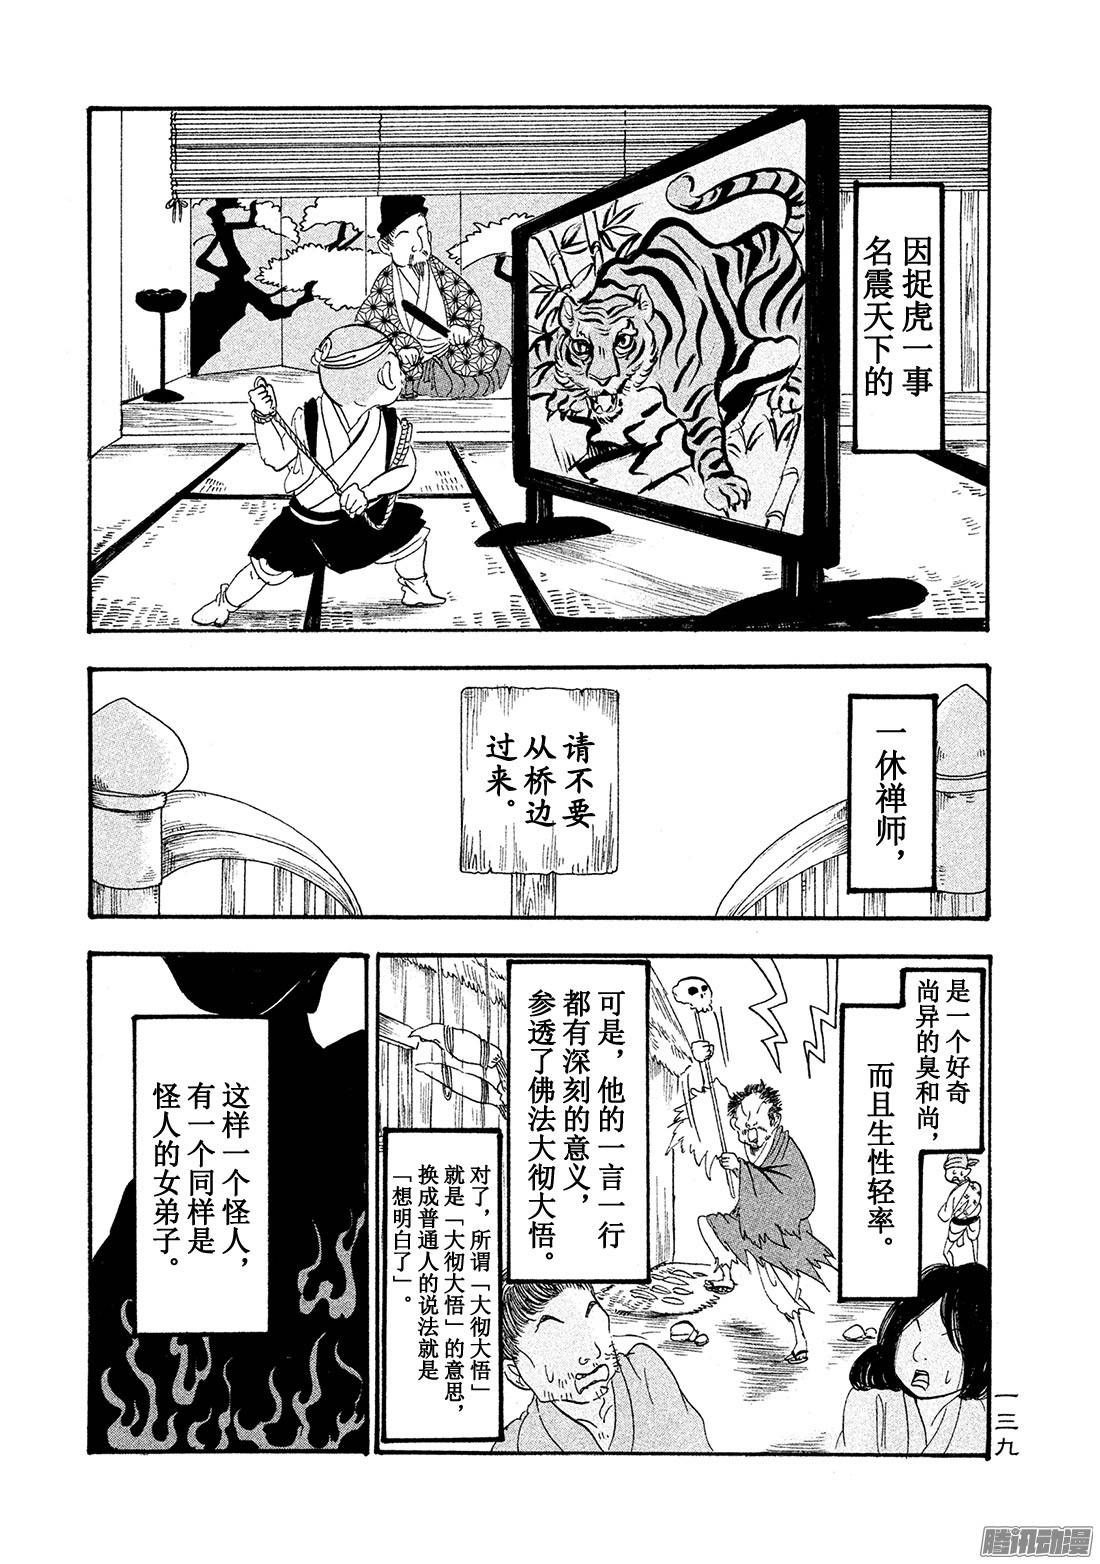 因捉虎一事
名震天下的
一休禅师，
请不要
从桥边
过来。
是一个好奇
尚异的臭和尚，
而且生性轻率。
可是，他的一言一行
都有深刻的意义，
参透了佛法大彻大悟。
对了，所谓「大彻大悟」
就是「大彻大悟」的意思，
换成普通人的说法就是
「想明白了」。
这样一个怪人，
有一个同样是
怪人的女弟子。
一三九
腾讯动漫